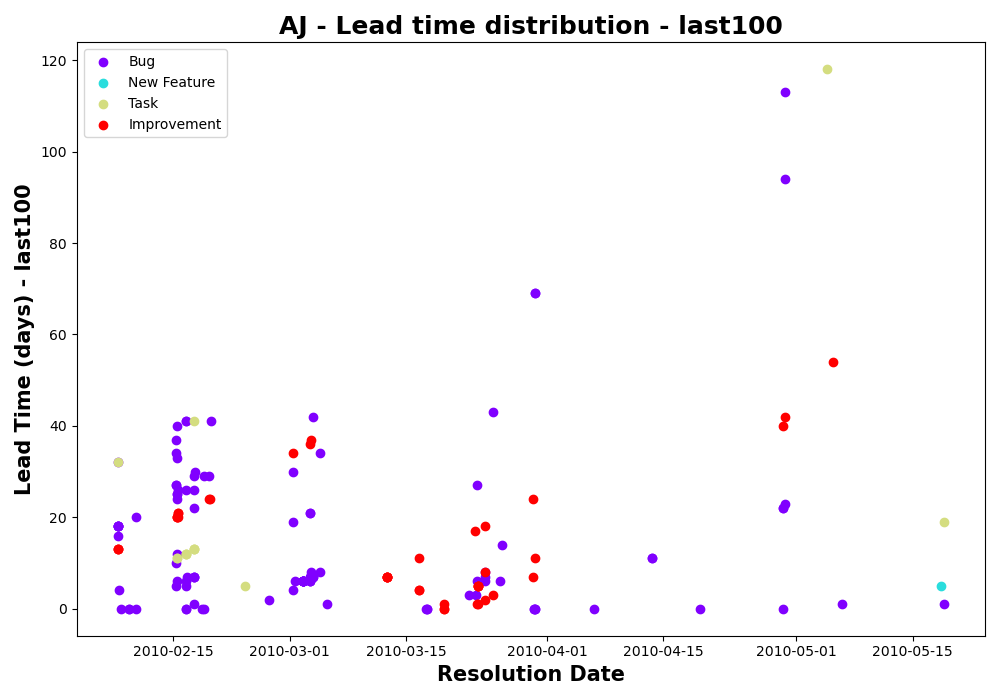 AJ - Lead time distribution - last100
Bug
New Feature
Task
Improvement
Lead Time (days) - last100
120
100
80
60
40
20
0
2010-02-15 2010-03-01 2010-03-15 2010-04-01 2010-04-15 2010-05-01 2010-05-15
Resolution Date